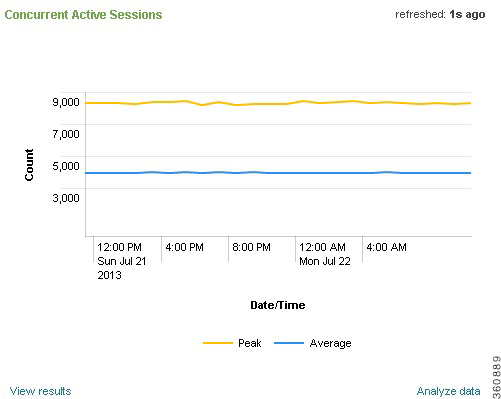 Concurrent Active Sessions
refreshed: 1s ago
9,000
7,000
5,000
3,000
Count
12:00 PM
4:00 PM
8:00 PM
12:00 AM
4:00 AM
Sun Jul 21
Mon Jul 22
2013
Date/Time
Peak
Average
View results
Analyze data
360889